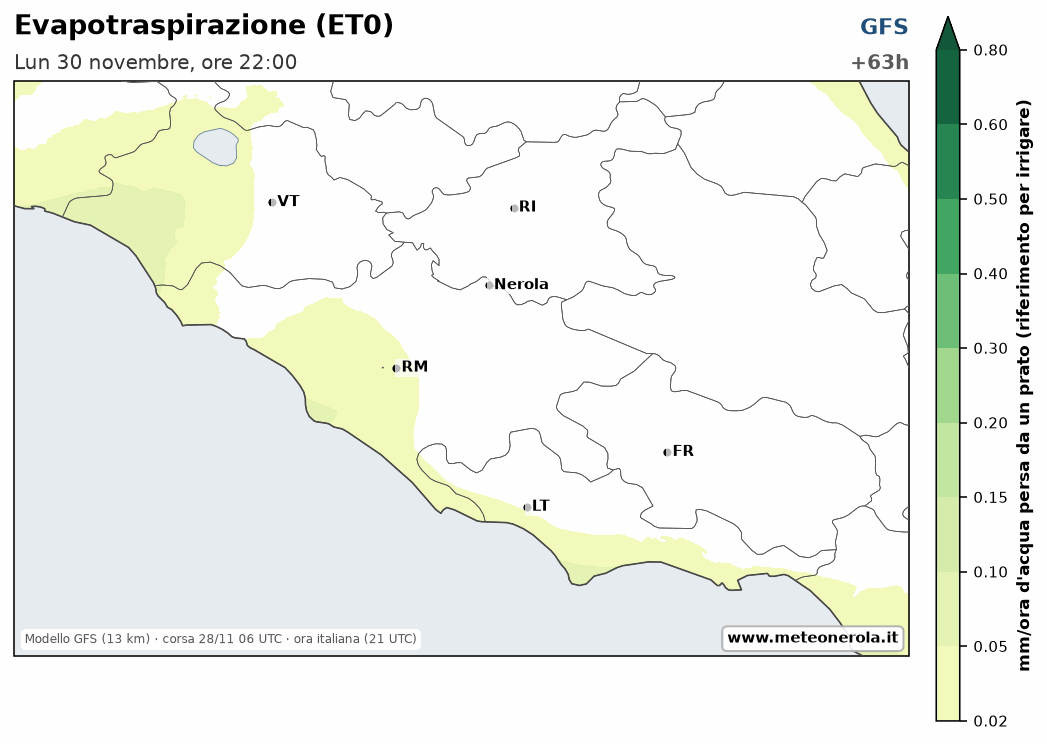 Evapotraspirazione (ET0)
GFS
Lun 30 novembre, ore 22:00
+63h
VT
RI
Nerola
RM
FR
LT
Modello GFS (13 km) · corsa 28/11 06 UTC · ora italiana (21 UTC)
www.meteonerola.it
0.80
0.60
0.50
0.40
0.30
0.20
0.15
0.10
0.05
0.02
mm/ora d'acqua persa da un prato (riferimento per irrigare)